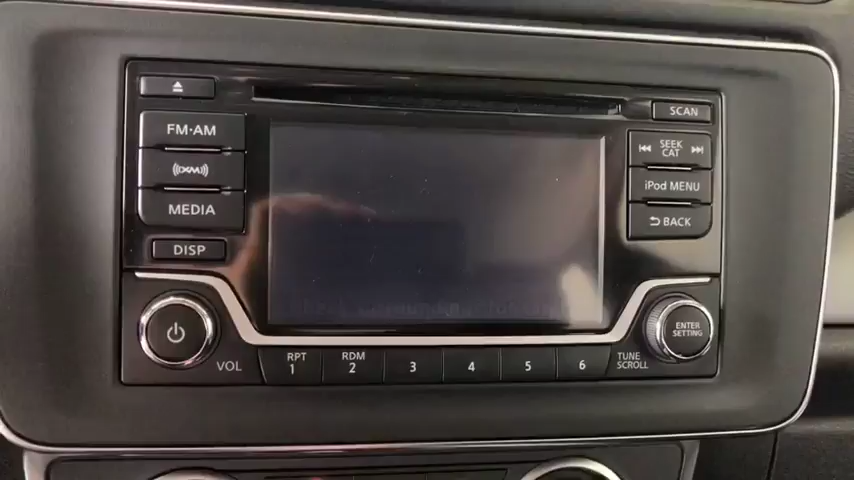 SCAN
FM·AM
SEEK
CAT
((XM))
iPod MENU
MEDIA
BACK
DISP
ENTER
SETTING
VOL
RPT
1
RDM
2
3
4
5
6
TUNE
SCROLL